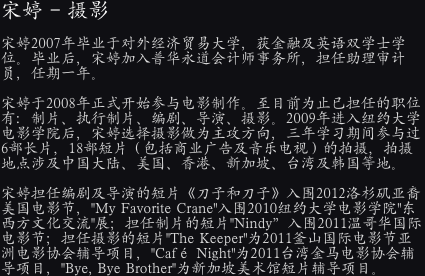 宋婷 - 摄影
宋婷2007年毕业于对外经济贸易大学，获金融及英语双学士学
位。毕业后，宋婷加入普华永道会计师事务所，担任助理审计
员，任期一年。
宋婷于2008年正式开始参与电影制作。至目前为止已担任的职位
有：制片、执行制片、编剧、导演、摄影。2009年进入纽约大学
电影学院后，宋婷选择摄影做为主攻方向，三年学习期间参与过
6部长片，18部短片（包括商业广告及音乐电视）的拍摄，拍摄
地点涉及中国大陆、美国、香港、新加坡、台湾及韩国等地。
宋婷担任编剧及导演的短片《刀子和刀子》入围2012洛杉矶亚裔
美国电影节，"My Favorite Crane"入围2010纽约大学电影学院"东
西方文化交流"展；担任制片的短片"Nindy”入围2011温哥华国际
电影节；担任摄影的短片"The Keeper"为2011釜山国际电影节亚
洲电影协会辅导项目，"Café Night"为2011台湾金马电影协会辅
导项目，"Bye, Bye Brother"为新加坡美术馆短片辅导项目。